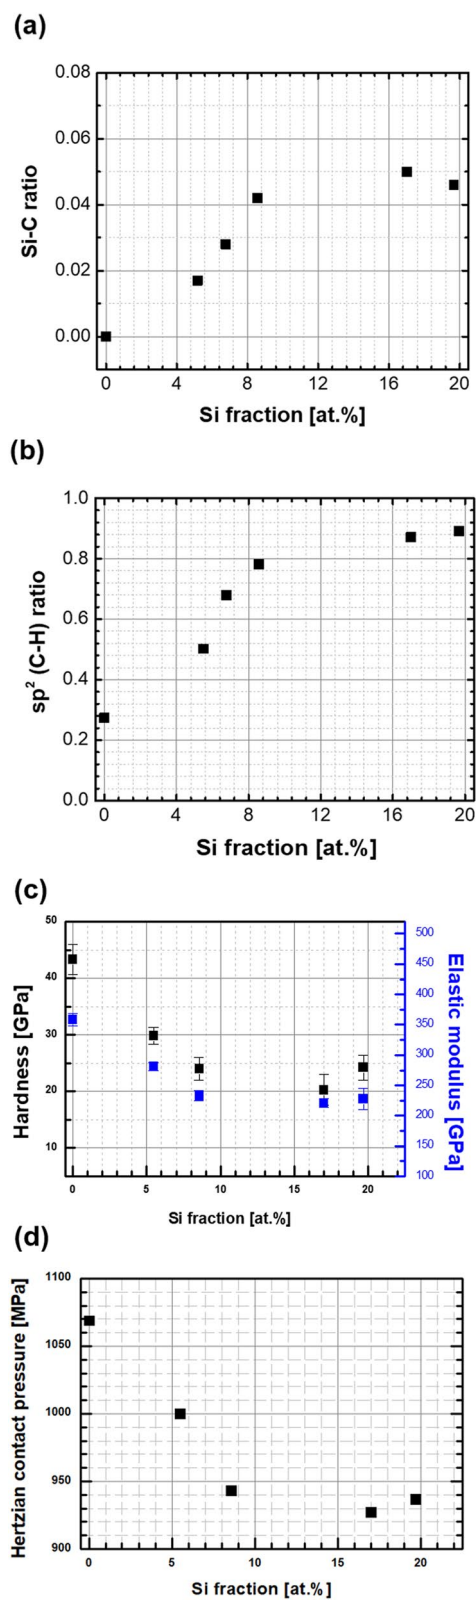 (a)
0.08
0.06
0.04
0.02
0.00
Si-C ratio
0 4 8 12 16 20
Si fraction [at.%]
(b)
1.0
0.8
0.6
0.4
0.2
0.0
sp² (C-H) ratio
0 4 8 12 16 20
Si fraction [at.%]
(c)
50
40
30
20
10
Hardness [GPa]
500
450
400
350
300
250
200
150
100
Elastic modulus [GPa]
0 5 10 15 20
Si fraction [at.%]
(d)
1100
1050
1000
950
900
Hertzian contact pressure [MPa]
0 5 10 15 20
Si fraction [at.%]